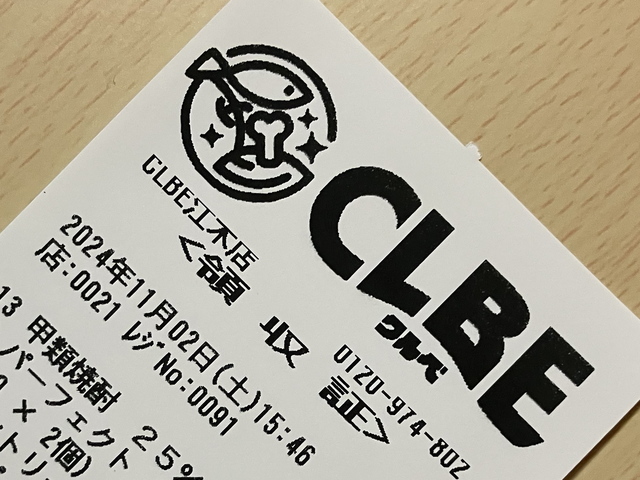 CLBE
クルベ
CLBE江木店
0120-974-802
<領 収 証>
2024年11月02日(土)15:46
店:0021 レジNo:0091
13 甲類焼酎 25%
パーフェクト
× 2個)